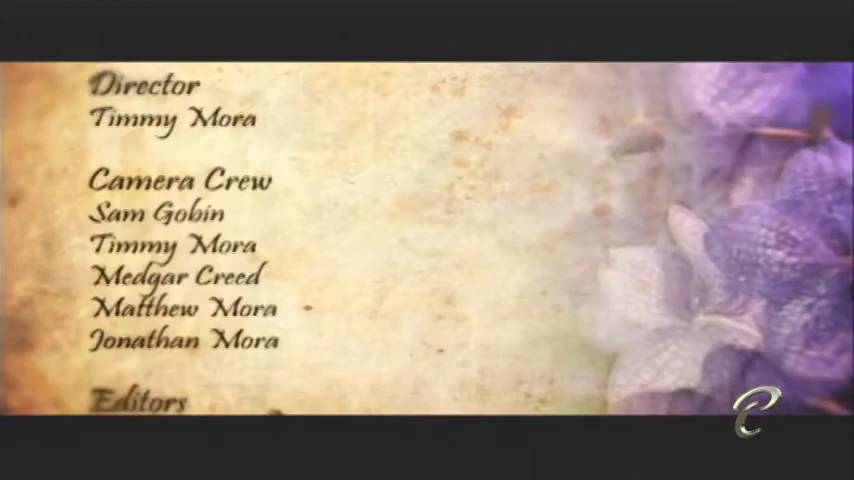 Director
Timmy Mora
Camera Crew
Sam Gobin
Timmy Mora
Medgar Creed
Matthew Mora
Jonathan Mora
Editors